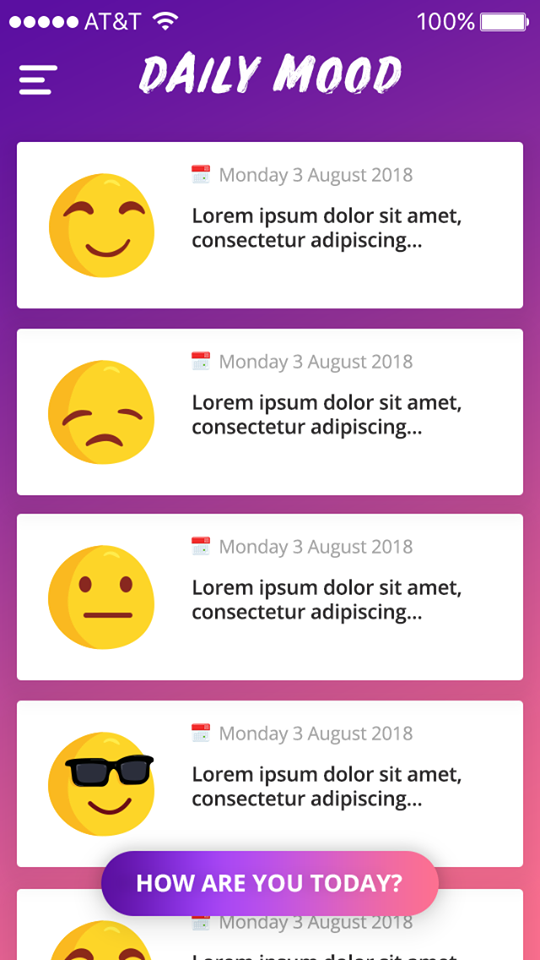 AT&T 100%
DAILY MOOD
Monday 3 August 2018
Lorem ipsum dolor sit amet,
consectetur adipiscing...
Monday 3 August 2018
Lorem ipsum dolor sit amet,
consectetur adipiscing...
Monday 3 August 2018
Lorem ipsum dolor sit amet,
consectetur adipiscing...
Monday 3 August 2018
Lorem ipsum dolor sit amet,
consectetur adipiscing...
HOW ARE YOU TODAY?
Monday 3 August 2018